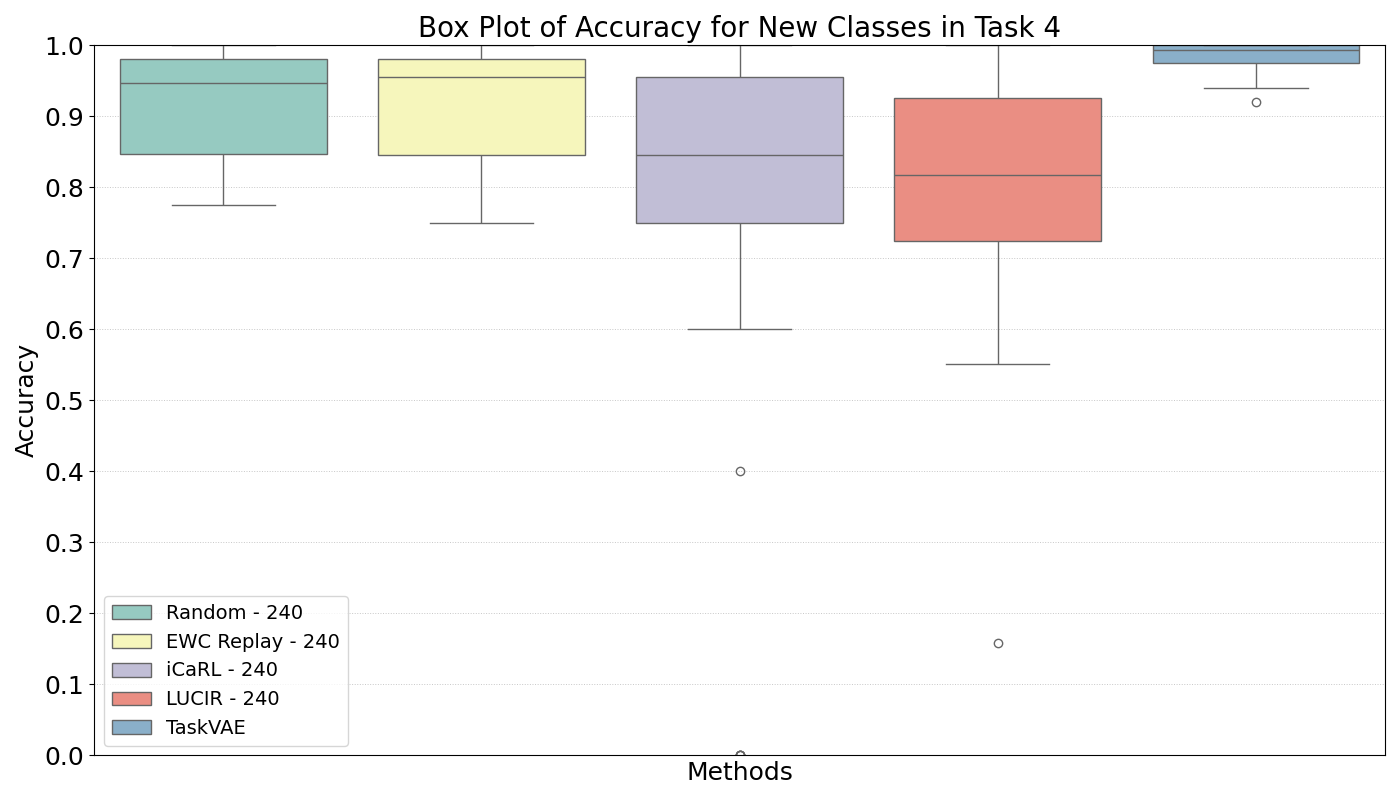 Box Plot of Accuracy for New Classes in Task 4
1.0
0.9
0.8
0.7
0.6
0.5
0.4
0.3
0.2
0.1
0.0
Accuracy
Random - 240
EWC Replay - 240
iCaRL - 240
LUCIR - 240
TaskVAE
Methods